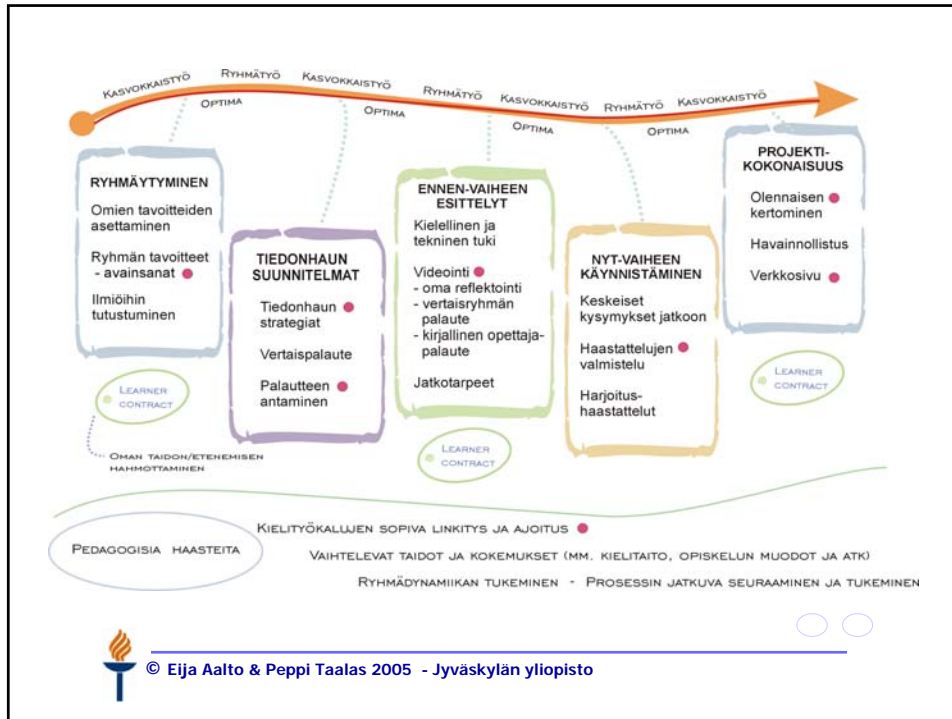 KASVOKKAISTYÖ RYHMÄTYÖ KASVOKKAISTYÖ RYHMÄTYÖ KASVOKKAISTYÖ RYHMÄTYÖ KASVOKKAISTYÖ
OPTIMA OPTIMA OPTIMA OPTIMA
RYHMÄYTYMINEN
Omien tavoitteiden
asettaminen
Ryhmän tavoitteet
- avainsanat
Ilmiöihin
tutustuminen
LEARNER
CONTRACT
OMAN TAIDON/ETENEMISEN
HAHMOTTAMINEN
TIEDONHAUN
SUUNNITELMAT
Tiedonhaun
strategiat
Vertaispalaute
Palautteen
antaminen
ENNEN-VAIHEEN
ESITTELYT
Kielellinen ja
tekninen tuki
Videointi
- oma reflektointi
- vertaisryhmän
palaute
- kirjallinen opettaja-
palaute
Jatkotarpeet
LEARNER
CONTRACT
NYT-VAIHEEN
KÄYNNISTÄMINEN
Keskeiset
kysymykset jatkoon
Haastattelujen
valmistelu
Harjoitus-
haastattelut
PROJEKTI-
KOKONAISUUS
Olennaisen
kertominen
Havainnollistus
Verkkosivu
LEARNER
CONTRACT
PEDAGOGISIA HAASTEITA
KIELITYÖKALUJEN SOPIVA LINKITYS JA AJOITUS
VAIHTELEVAT TAIDOT JA KOKEMUKSET (MM. KIELITAITO, OPISKELUN MUODOT JA ATK)
RYHMÄDYNAMIIKAN TUKEMINEN - PROSESSIN JATKUVA SEURAAMINEN JA TUKEMINEN
© Eija Aalto & Peppi Taalas 2005 - Jyväskylän yliopisto